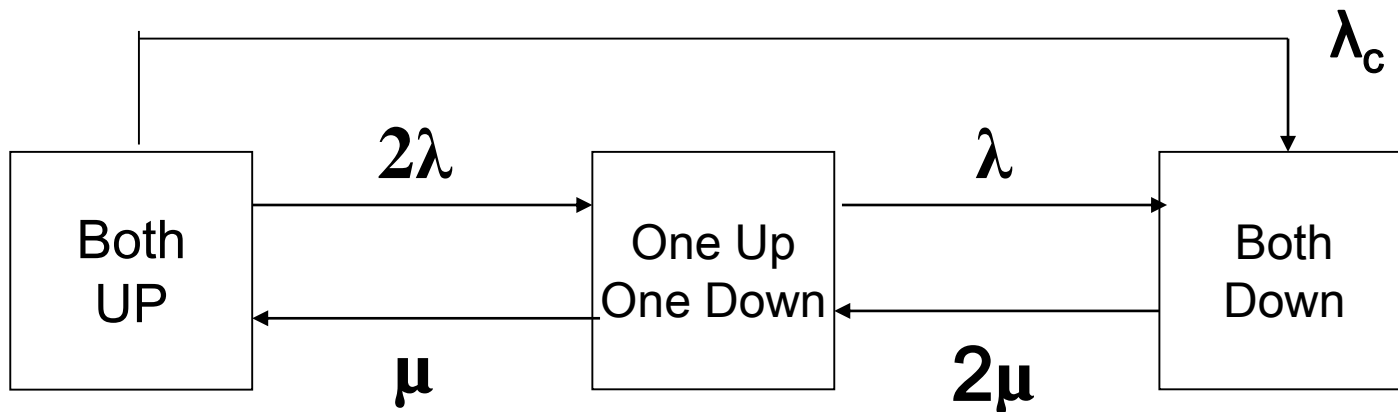 λc
2λ
λ
Both
UP
One Up
One Down
Both
Down
μ
2μ